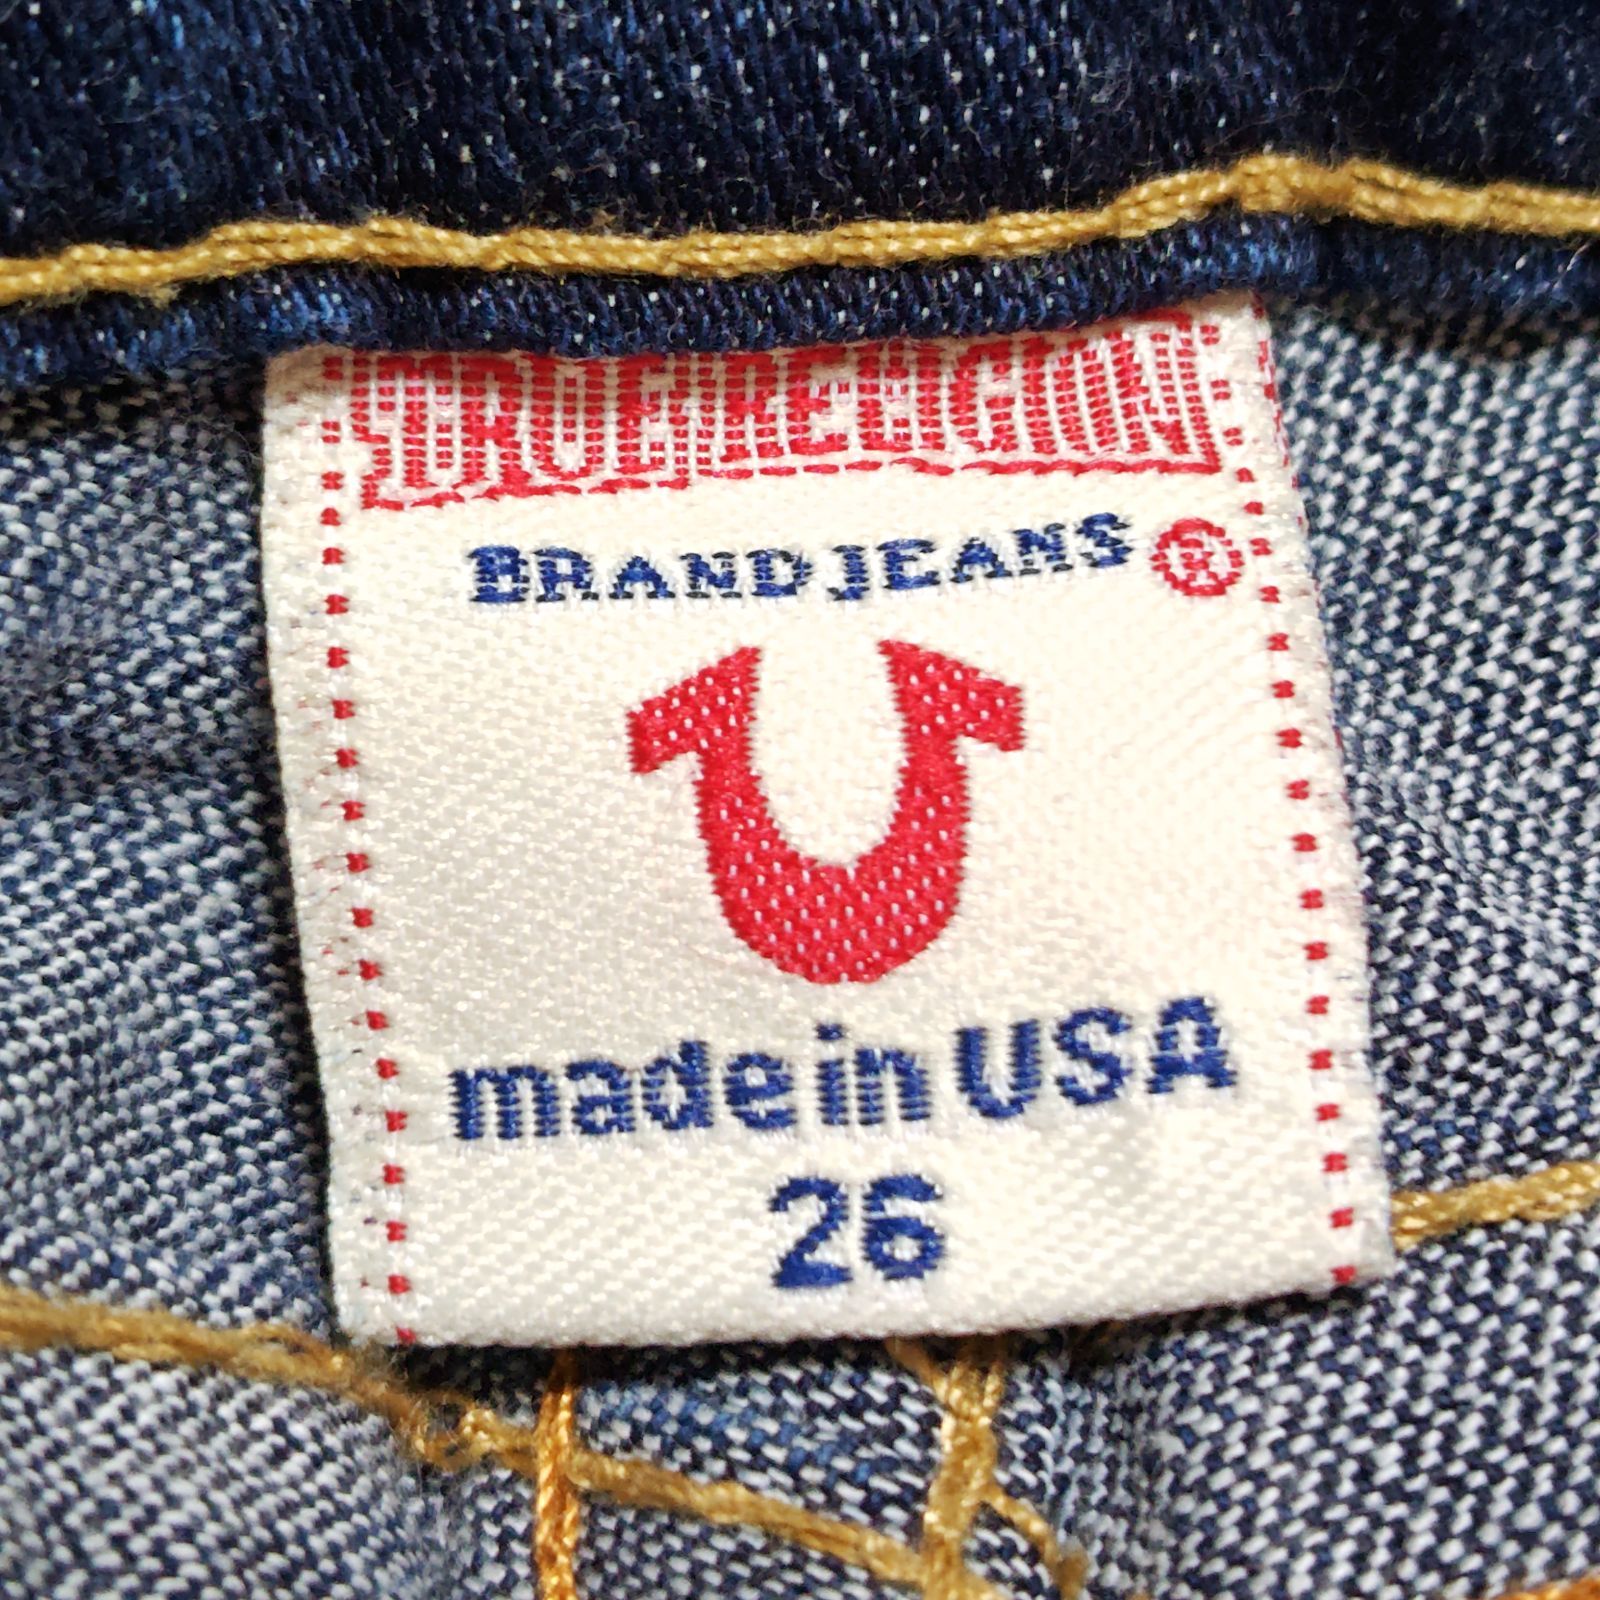 TRUE RELIGION
BRAND JEANS ®
made in USA
26